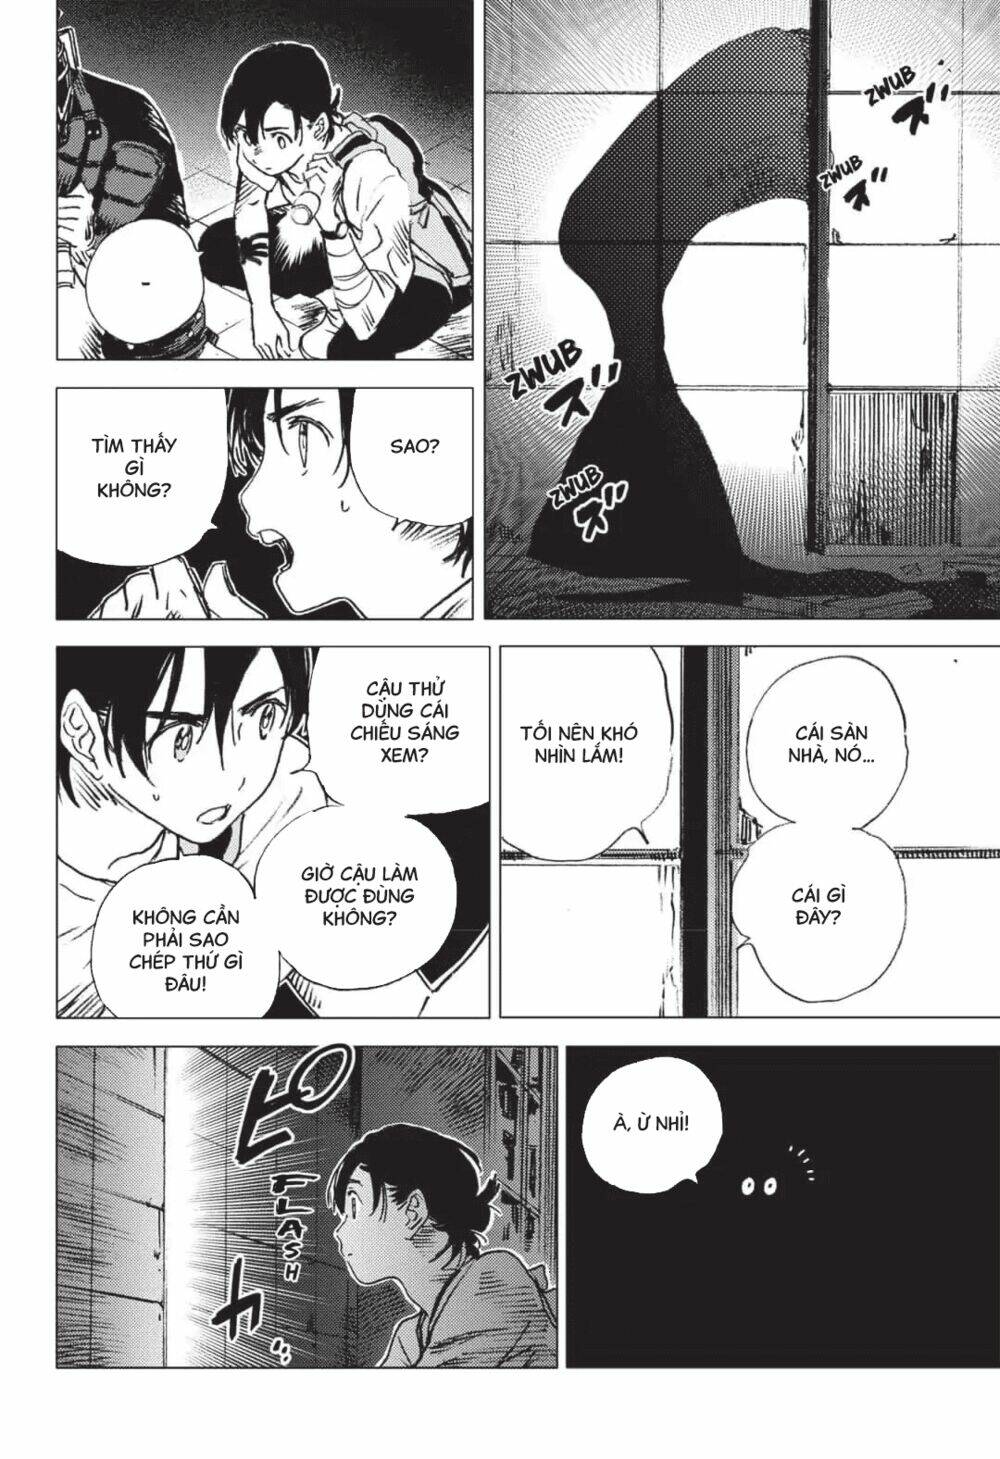 ZWUB
ズ"
ZWUB
ズ"
ZWUB
ズ"
ZWUB
ズ"
-
SAO?
TÌM THẤY
GÌ
KHÔNG?
CÁI SÀN
NHÀ, NÓ...
CÁI GÌ
ĐÂY?
TỐI NÊN KHÓ
NHÌN LẮM!
CẬU THỬ
DÙNG CÁI
CHIẾU SÁNG
XEM?
GIỜ CẬU LÀM
ĐƯỢC ĐÙNG
KHÔNG?
KHÔNG CẦN
PHẢI SAO
CHÉP THỨ GÌ
ĐÂU!
À, Ừ NHỈ!
ピカ
FLASH